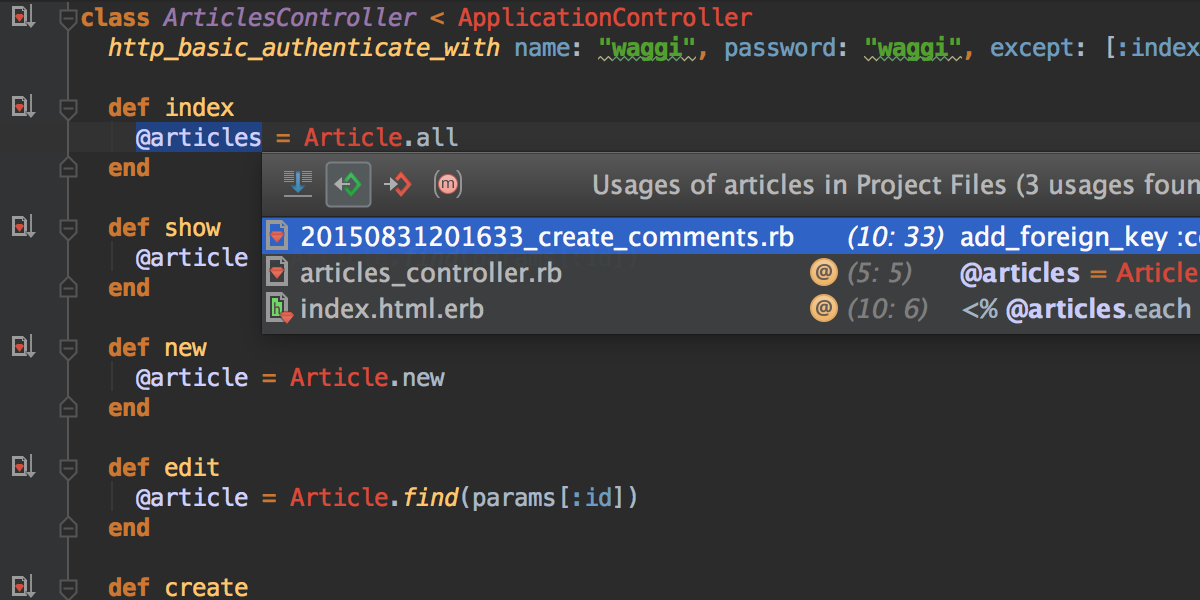 class ArticlesController < ApplicationController
http_basic_authenticate_with name: "waggi", password: "waggi", except: [:index
def index
@articles = Article.all
end
Usages of articles in Project Files (3 usages foun
20150831201633_create_comments.rb (10: 33) add_foreign_key :c
articles_controller.rb @ (5: 5) @articles = Article
index.html.erb @ (10: 6) <% @articles.each
def show
@article
end
def new
@article = Article.new
end
def edit
@article = Article.find(params[:id])
end
def create